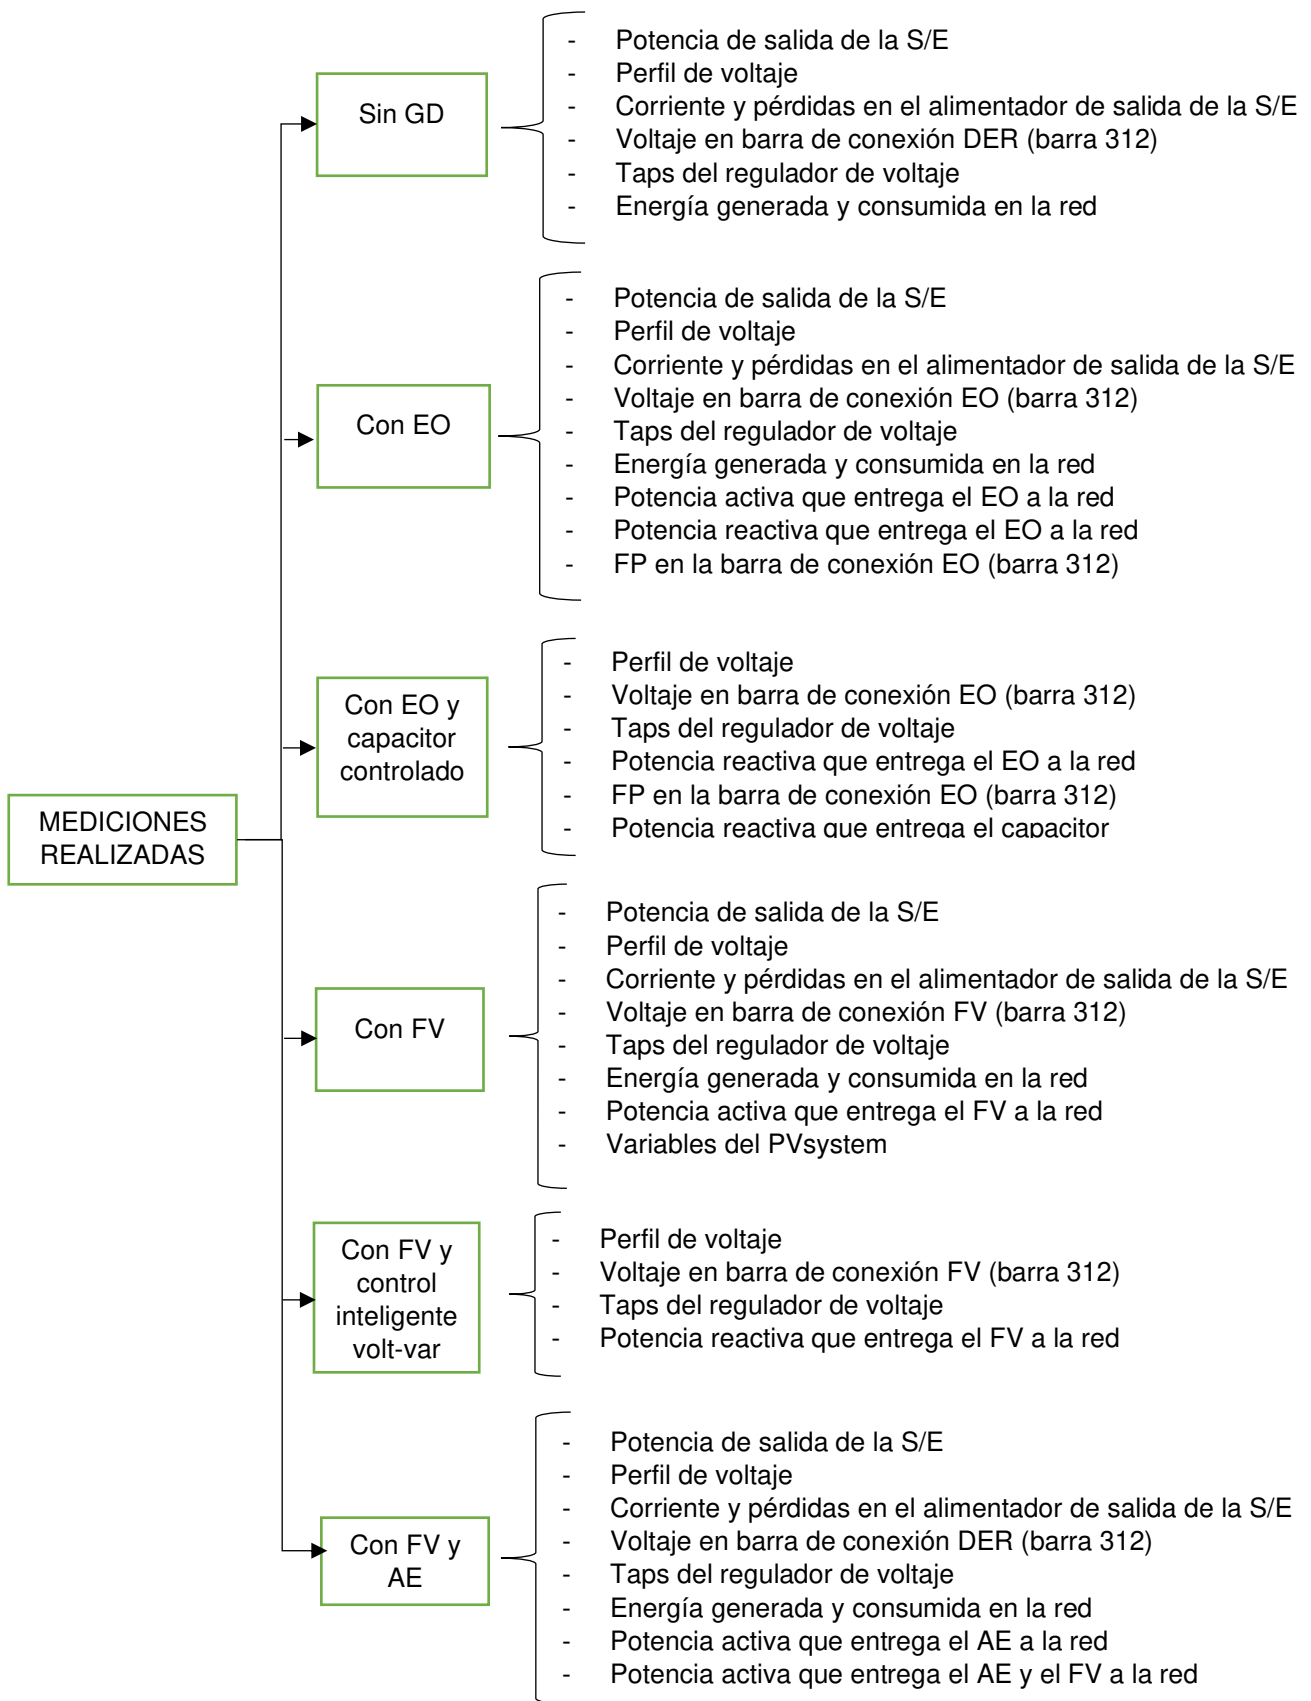 MEDICIONES
REALIZADAS
Sin GD
- Potencia de salida de la S/E
- Perfil de voltaje
- Corriente y pérdidas en el alimentador de salida de la S/E
- Voltaje en barra de conexión DER (barra 312)
- Taps del regulador de voltaje
- Energía generada y consumida en la red
Con EO
- Potencia de salida de la S/E
- Perfil de voltaje
- Corriente y pérdidas en el alimentador de salida de la S/E
- Voltaje en barra de conexión EO (barra 312)
- Taps del regulador de voltaje
- Energía generada y consumida en la red
- Potencia activa que entrega el EO a la red
- Potencia reactiva que entrega el EO a la red
- FP en la barra de conexión EO (barra 312)
Con EO y
capacitor
controlado
- Perfil de voltaje
- Voltaje en barra de conexión EO (barra 312)
- Taps del regulador de voltaje
- Potencia reactiva que entrega el EO a la red
- FP en la barra de conexión EO (barra 312)
- Potencia reactiva que entrega el capacitor
Con FV
- Potencia de salida de la S/E
- Perfil de voltaje
- Corriente y pérdidas en el alimentador de salida de la S/E
- Voltaje en barra de conexión FV (barra 312)
- Taps del regulador de voltaje
- Energía generada y consumida en la red
- Potencia activa que entrega el FV a la red
- Variables del PVsystem
Con FV y
control
inteligente
volt-var
- Perfil de voltaje
- Voltaje en barra de conexión FV (barra 312)
- Taps del regulador de voltaje
- Potencia reactiva que entrega el FV a la red
Con FV y
AE
- Potencia de salida de la S/E
- Perfil de voltaje
- Corriente y pérdidas en el alimentador de salida de la S/E
- Voltaje en barra de conexión DER (barra 312)
- Taps del regulador de voltaje
- Energía generada y consumida en la red
- Potencia activa que entrega el AE a la red
- Potencia activa que entrega el AE y el FV a la red